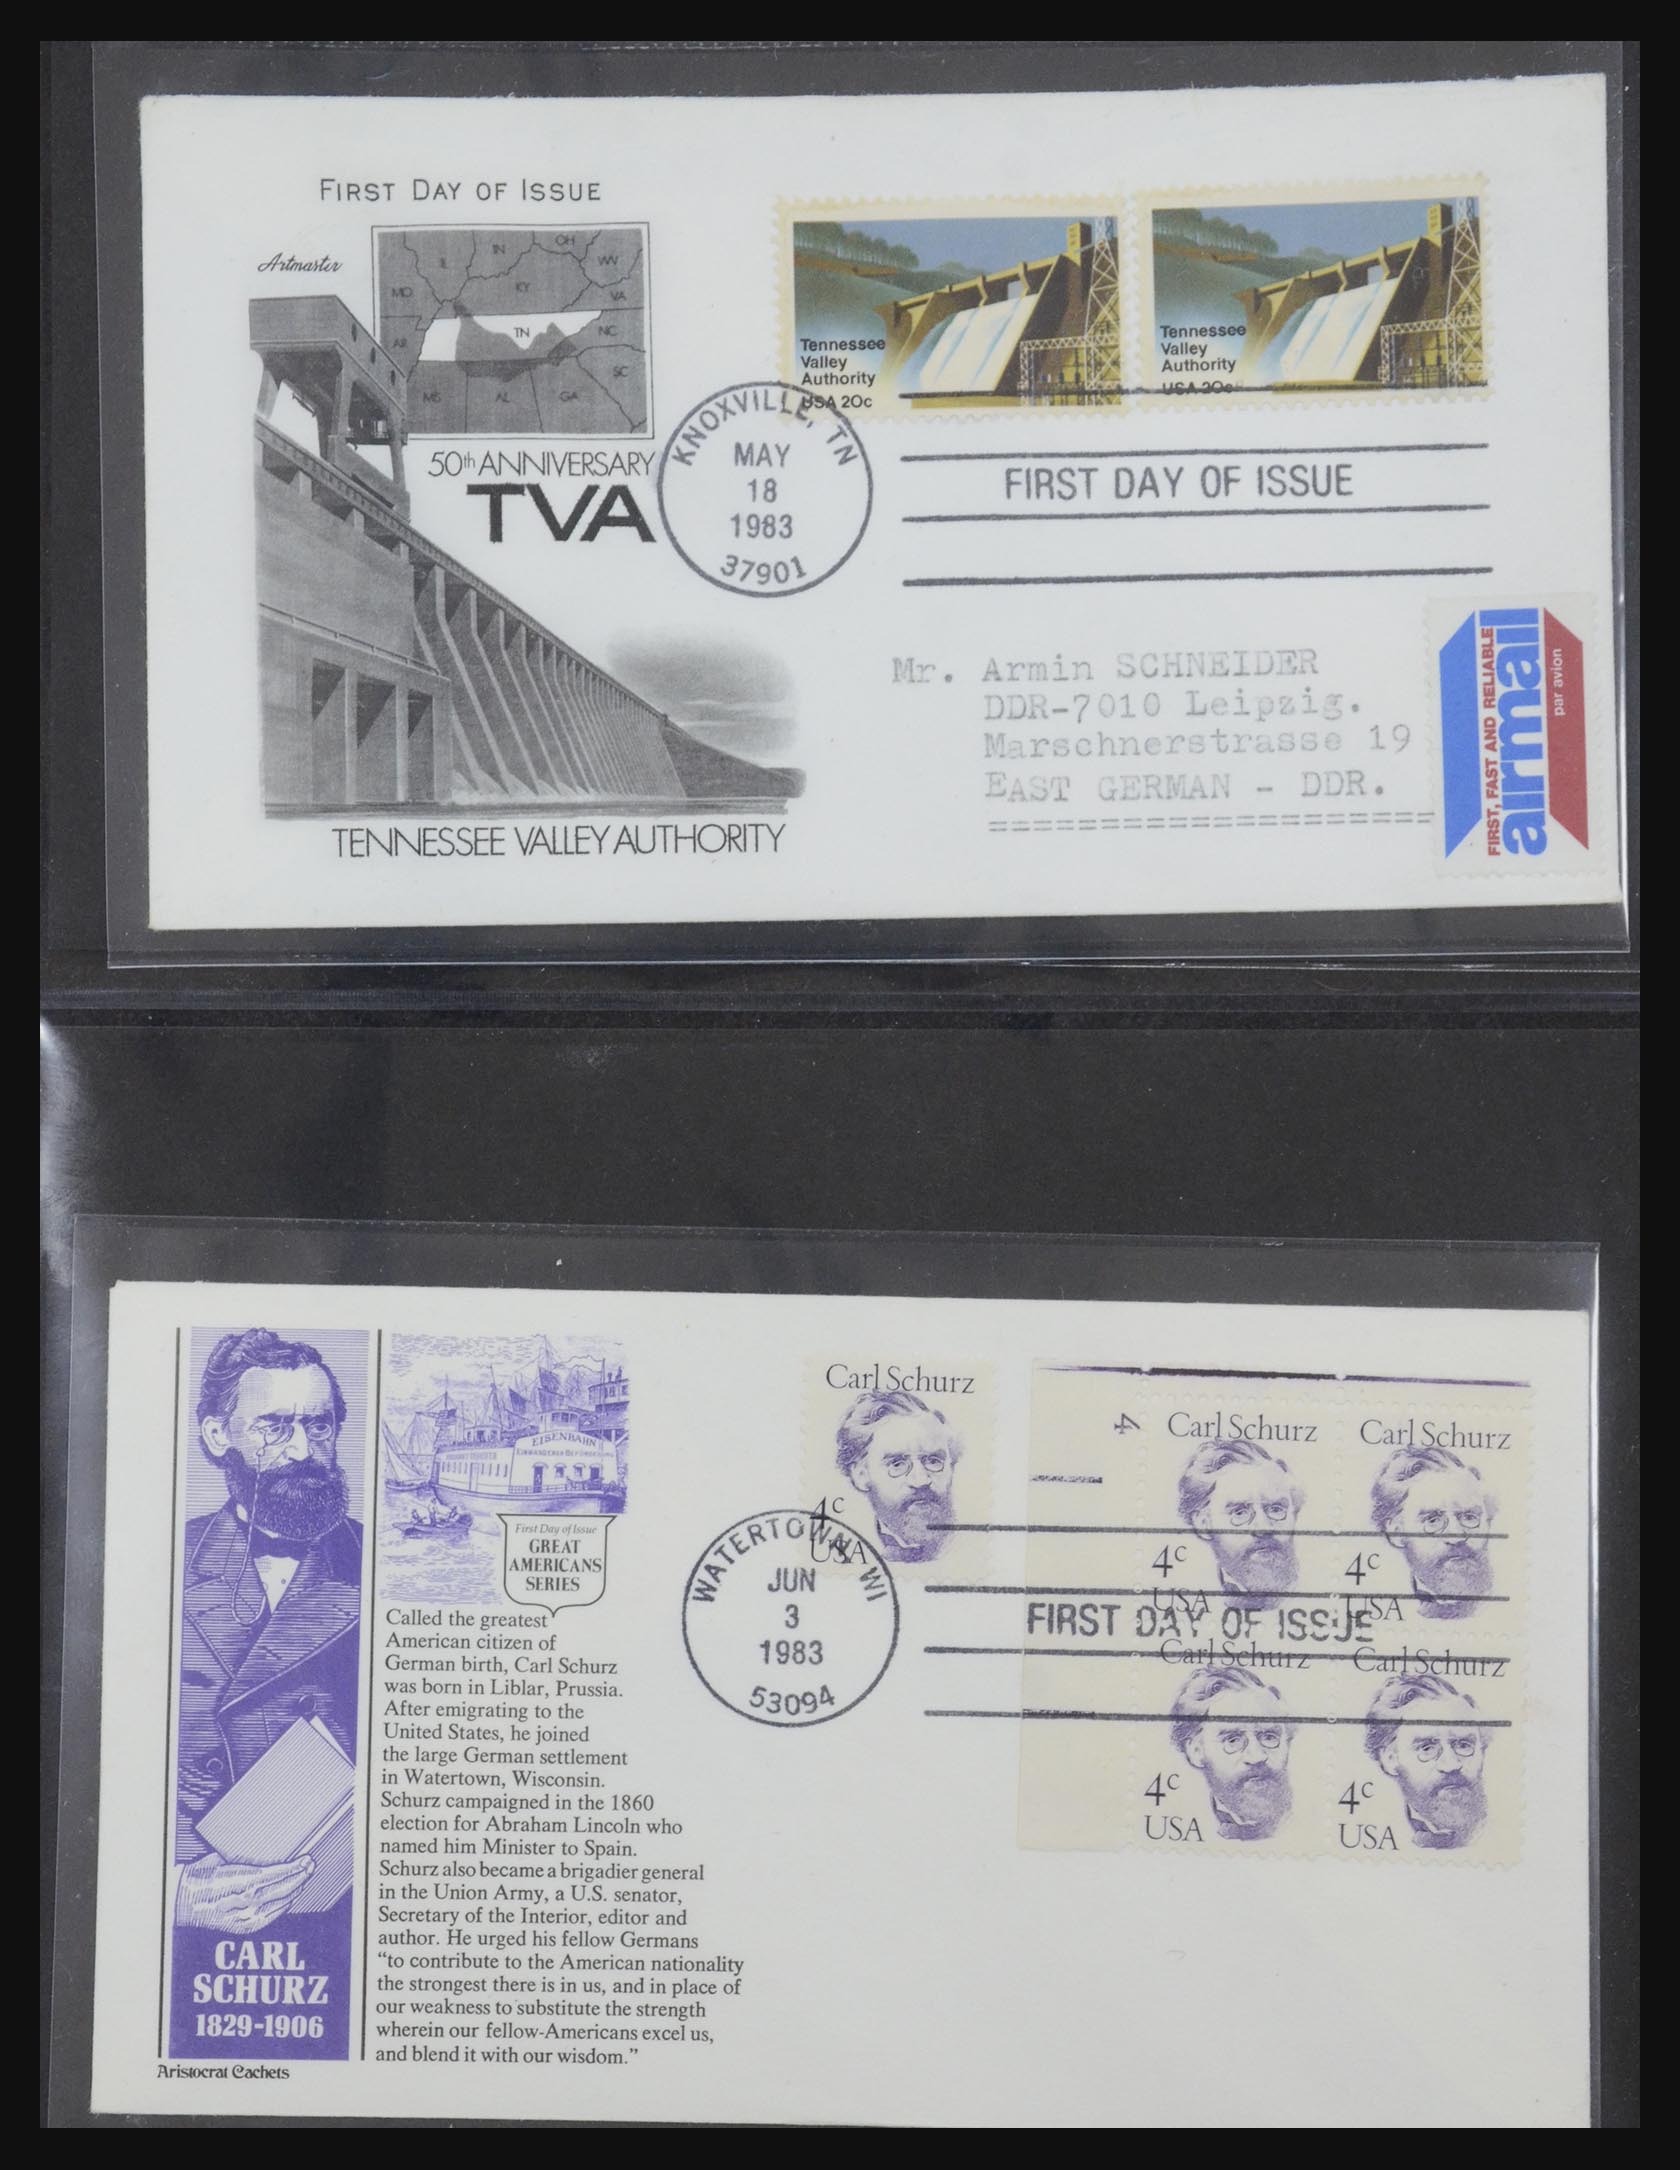 FIRST DAY OF ISSUE
Artmaster
IL
IN
OH
WV
MO
KY
VA
AR
TN
NC
SC
MS
AL
GA
50th ANNIVERSARY
TVA
TENNESSEE VALLEY AUTHORITY
Tennessee
Valley
Authority
USA 20c
Tennessee
Valley
Authority
USA 20c
KNOXVILLE, TN
MAY
18
1983
37901
FIRST DAY OF ISSUE
Mr. Armin SCHNEIDER
DDR-7010 Leipzig.
Marschnerstrasse 19
EAST GERMAN - DDR.
=====================
FIRST, FAST AND RELIABLE
airmail
par avion
EISENBAHN
First Day of Issue
GREAT
AMERICANS
SERIES
Called the greatest
American citizen of
German birth, Carl Schurz
was born in Liblar, Prussia.
After emigrating to the
United States, he joined
the large German settlement
in Watertown, Wisconsin.
Schurz campaigned in the 1860
election for Abraham Lincoln who
named him Minister to Spain.
Schurz also became a brigadier general
in the Union Army, a U.S. senator,
Secretary of the Interior, editor and
author. He urged his fellow Germans
“to contribute to the American nationality
the strongest there is in us, and in place of
our weakness to substitute the strength
wherein our fellow-Americans excel us,
and blend it with our wisdom.”
CARL
SCHURZ
1829-1906
Aristocrat Cachets
Carl Schurz
4c
USA
WATERTOWN, WI
JUN
3
1983
53094
4
Carl Schurz
4c
USA
Carl Schurz
4c
USA
FIRST DAY OF ISSUE
Carl Schurz
4c
USA
Carl Schurz
4c
USA